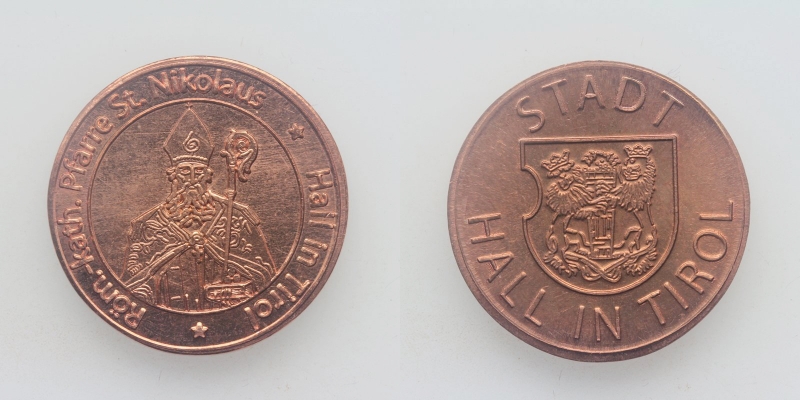 Röm.-kath. Pfarre St. Nikolaus
Hall in Tirol
STADT
HALL IN TIROL